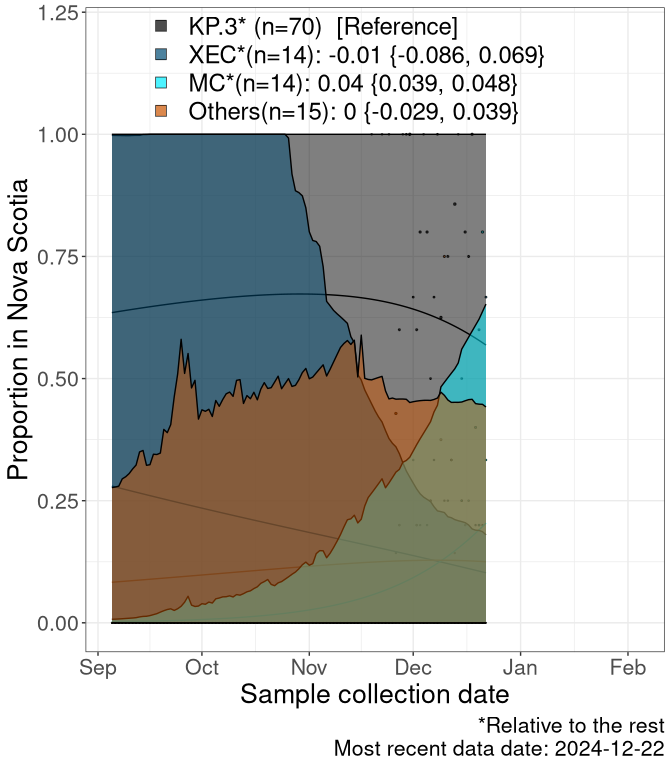 KP.3* (n=70)  [Reference]
XEC*(n=14): -0.01 {-0.086, 0.069}
MC*(n=14): 0.04 {0.039, 0.048}
Others(n=15): 0 {-0.029, 0.039}
Proportion in Nova Scotia
1.25
1.00
0.75
0.50
0.25
0.00
Sep Oct Nov Dec Jan Feb
Sample collection date
*Relative to the rest
Most recent data date: 2024-12-22